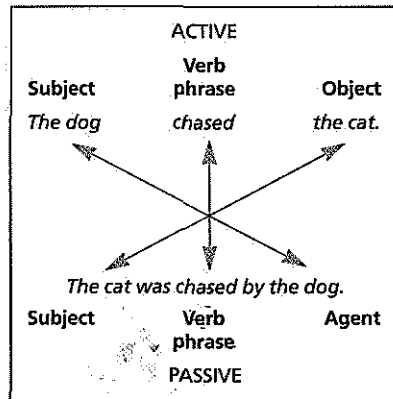 ACTIVE
Verb
Subject phrase Object
The dog chased the cat.
The cat was chased by the dog.
Subject Verb Agent
phrase
PASSIVE